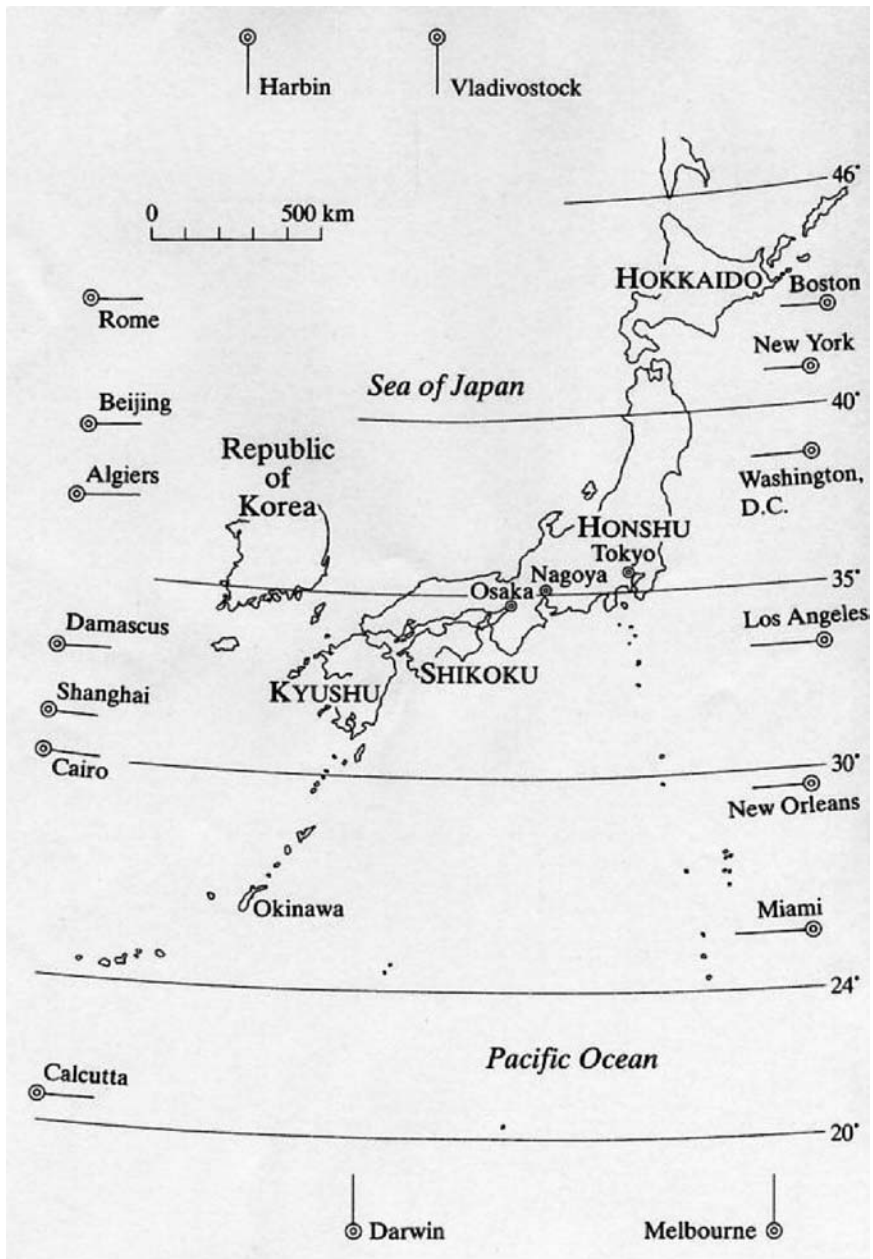 Harbin
Vladivostock
46°
0 500 km
HOKKAIDO
Boston
Rome
New York
Sea of Japan
Beijing
40°
Republic
of
Korea
Algiers
Washington,
D.C.
HONSHU
Tokyo
Nagoya
35°
Osaka
Damascus
Los Angeles
SHIKOKU
Shanghai
KYUSHU
Cairo
30°
New Orleans
Okinawa
Miami
24°
Pacific Ocean
Calcutta
20°
Darwin
Melbourne